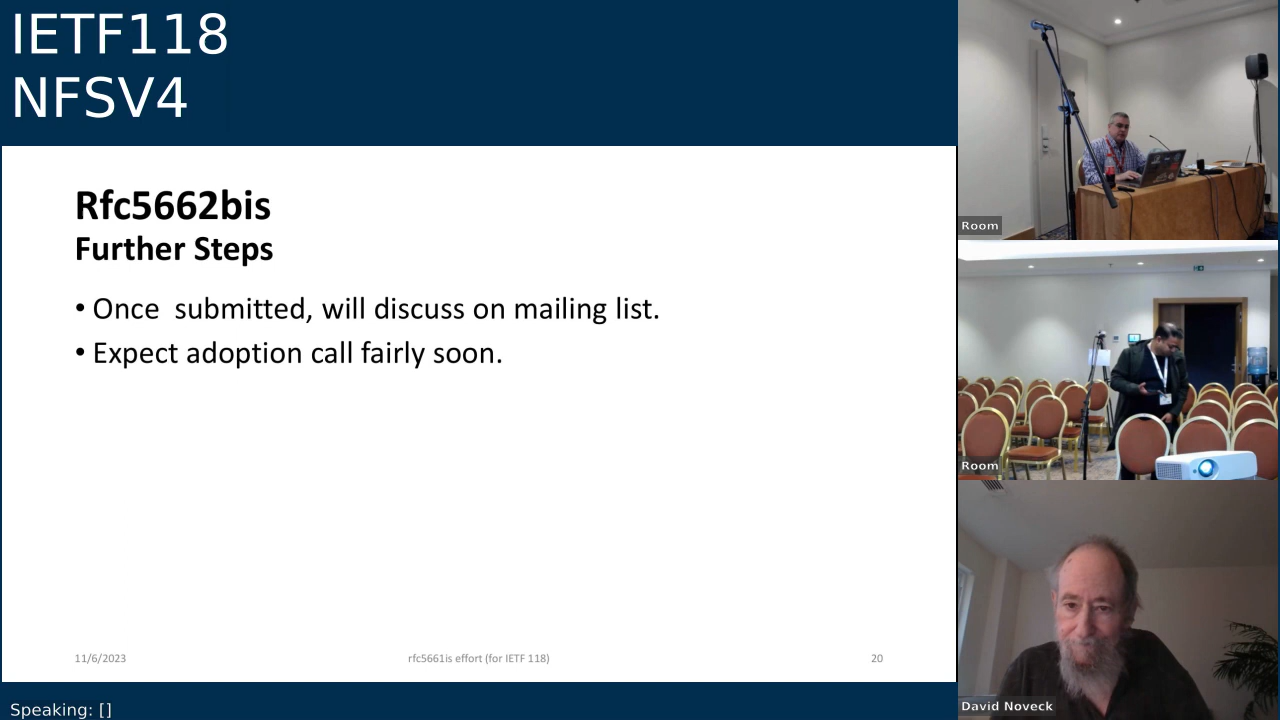 IETF118
NFSV4
Rfc5662bis
Further Steps
• Once  submitted, will discuss on mailing list.
• Expect adoption call fairly soon.
11/6/2023
rfc5661is effort (for IETF 118)
20
Speaking: []
Room
Room
David Noveck